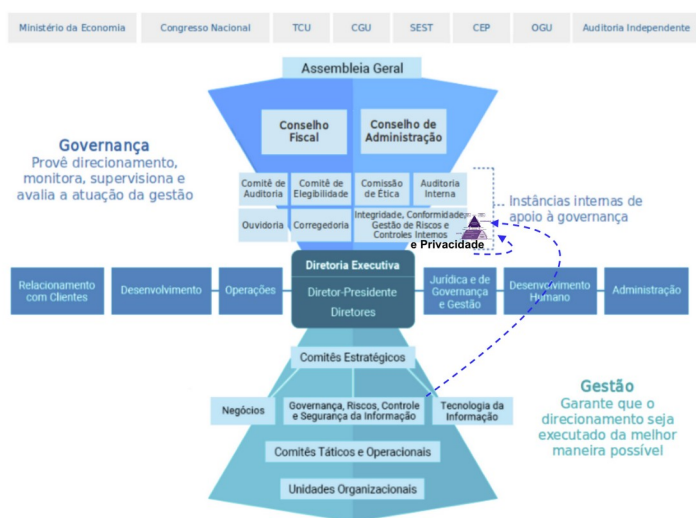 Ministério da Economia
Congresso Nacional
TCU
CGU
SEST
CEP
OGU
Auditoria Independente
Assembleia Geral
Conselho
Fiscal
Conselho de
Administração
Governança
Provê direcionamento,
monitora, supervisiona e
avalia a atuação da gestão
Comitê de
Auditoria
Comitê de
Elegibilidade
Comissão
de Ética
Auditoria
Interna
Instâncias internas de
apoio à governança
Ouvidoria
Corregedoria
Integridade, Conformidade,
Gestão de Riscos e
Controles Internos
e Privacidade
Relacionamento
com Clientes
Desenvolvimento
Operações
Diretoria Executiva
Diretor-Presidente
Diretores
Jurídica e de
Governança
e Gestão
Desenvolvimento
Humano
Administração
Comitês Estratégicos
Negócios
Governança, Riscos, Controle
e Segurança da Informação
Tecnologia da
Informação
Gestão
Garante que o
direcionamento seja
executado da melhor
maneira possível
Comitês Táticos e Operacionais
Unidades Organizacionais